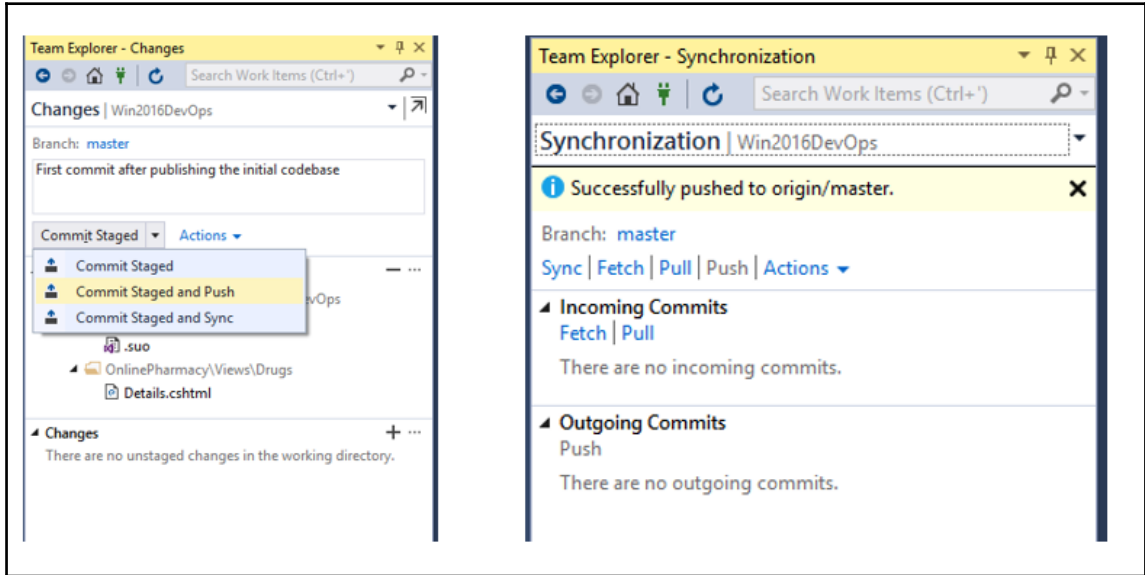 Team Explorer - Changes
Search Work Items (Ctrl+')
Changes | Win2016DevOps
Branch: master
First commit after publishing the initial codebase
Commit Staged Actions
Commit Staged
Commit Staged and Push
vOps
Commit Staged and Sync
.suo
OnlinePharmacy\Views\Drugs
Details.cshtml
Changes
There are no unstaged changes in the working directory.
Team Explorer - Synchronization
Search Work Items (Ctrl+')
Synchronization | Win2016DevOps
Successfully pushed to origin/master.
Branch: master
Sync | Fetch | Pull | Push | Actions
Incoming Commits
Fetch | Pull
There are no incoming commits.
Outgoing Commits
Push
There are no outgoing commits.